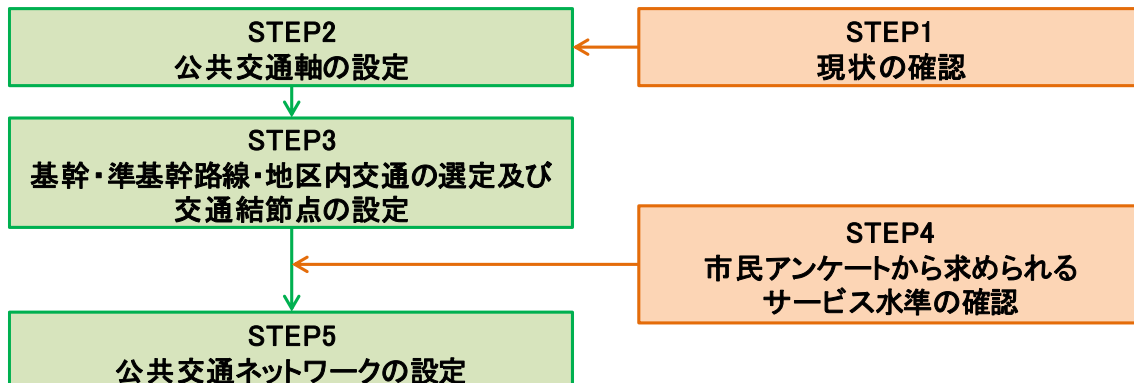 STEP2
公共交通軸の設定
STEP1
現状の確認
STEP3
基幹・準基幹路線・地区内交通の選定及び
交通結節点の設定
STEP4
市民アンケートから求められる
サービス水準の確認
STEP5
公共交通ネットワークの設定